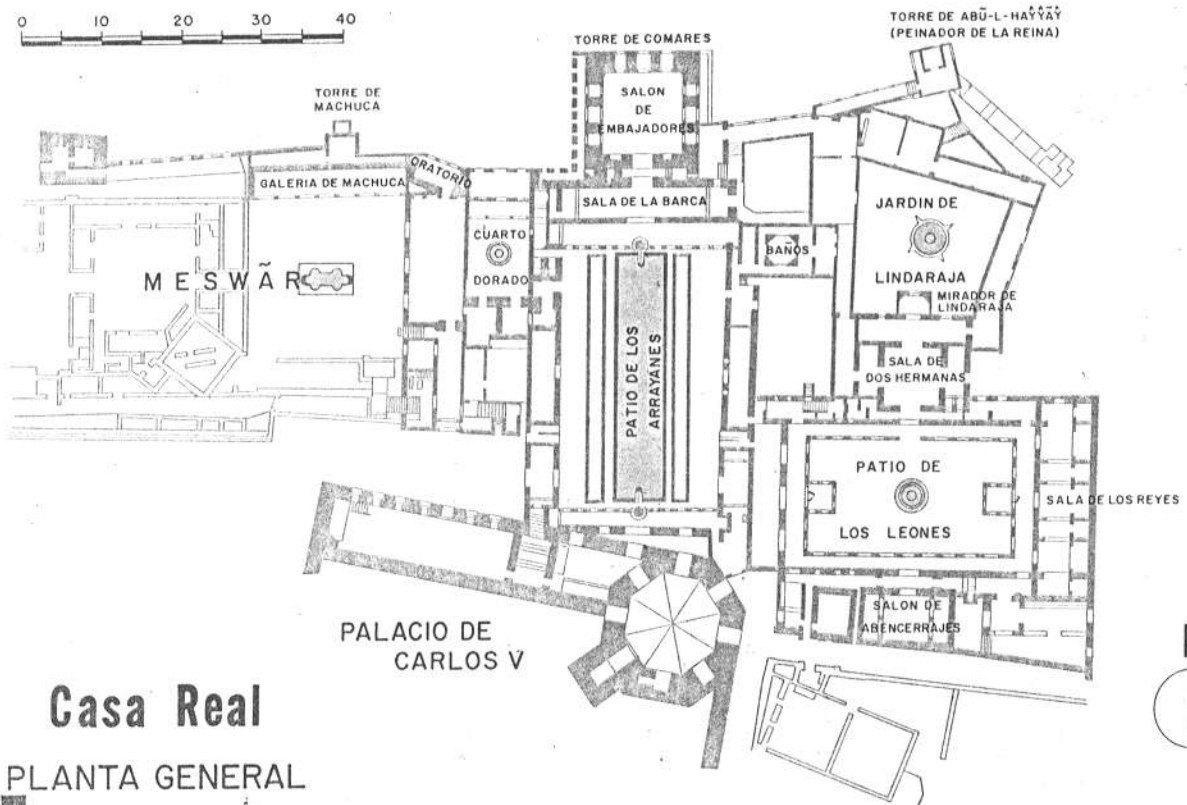 0 10 20 30 40
TORRE DE ABŪ-L-HAŶŶAŶ
(PEINADOR DE LA REINA)
TORRE DE COMARES
TORRE DE
MACHUCA
SALON
DE
EMBAJADORES
ORATORIO
GALERIA DE MACHUCA
SALA DE LA BARCA
JARDIN DE
LINDARAJA
CUARTO
DORADO
BAÑOS
MESWÃR
MIRADOR DE
LINDARAJA
PATIO DE LOS
ARRAYANES
SALA DE
DOS HERMANAS
PATIO DE
LOS LEONES
SALA DE LOS REYES
SALON DE
ABENCERRAJES
PALACIO DE
CARLOS V
Casa Real
PLANTA GENERAL